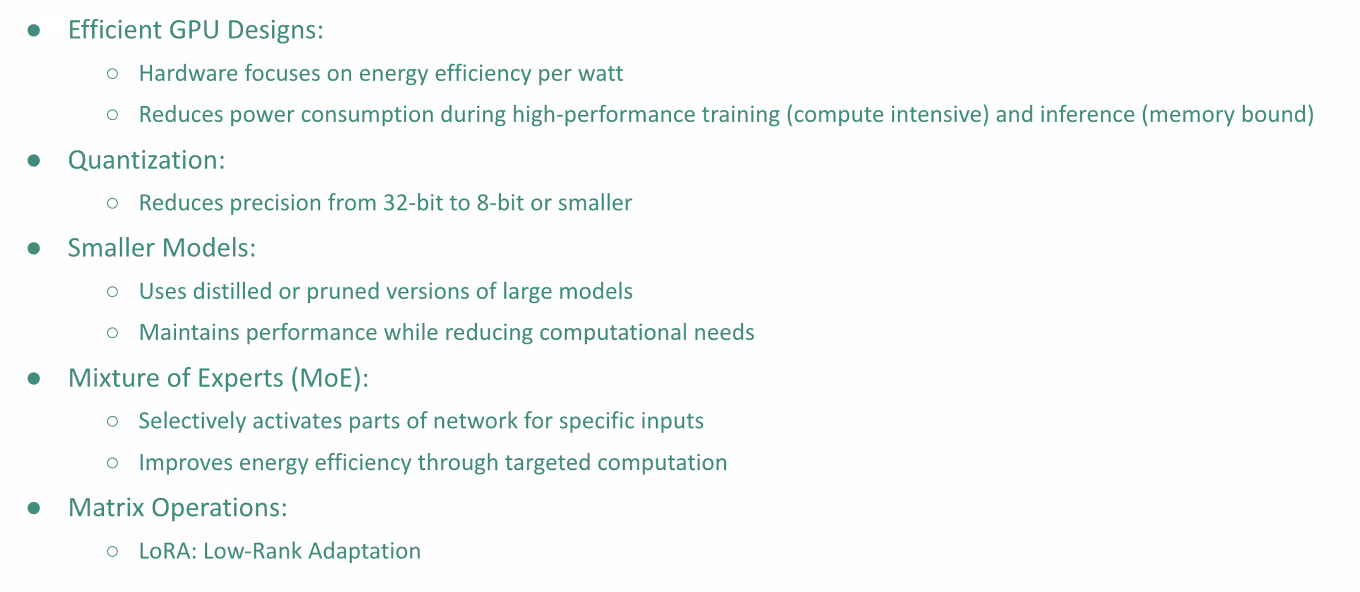 ● Efficient GPU Designs:
○ Hardware focuses on energy efficiency per watt
○ Reduces power consumption during high-performance training (compute intensive) and inference (memory bound)
● Quantization:
○ Reduces precision from 32-bit to 8-bit or smaller
● Smaller Models:
○ Uses distilled or pruned versions of large models
○ Maintains performance while reducing computational needs
● Mixture of Experts (MoE):
○ Selectively activates parts of network for specific inputs
○ Improves energy efficiency through targeted computation
● Matrix Operations:
○ LoRA: Low-Rank Adaptation